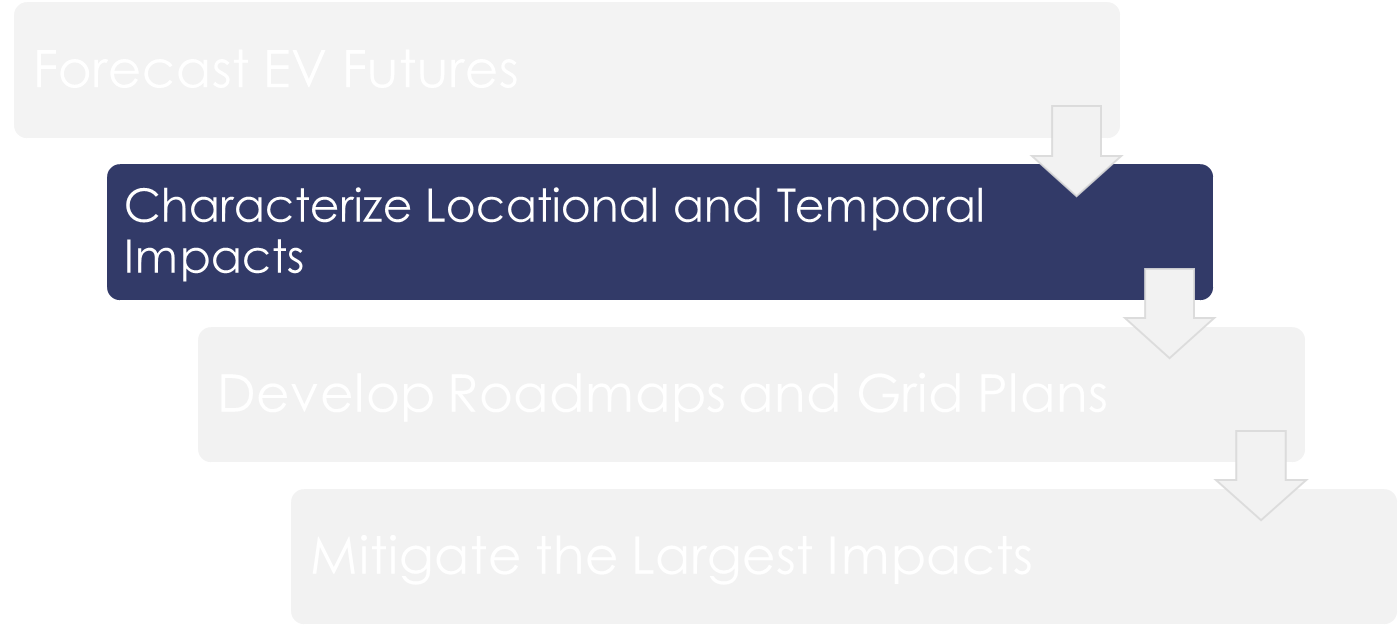 Forecast EV Futures
Characterize Locational and Temporal
Impacts
Develop Roadmaps and Grid Plans
Mitigate the Largest Impacts